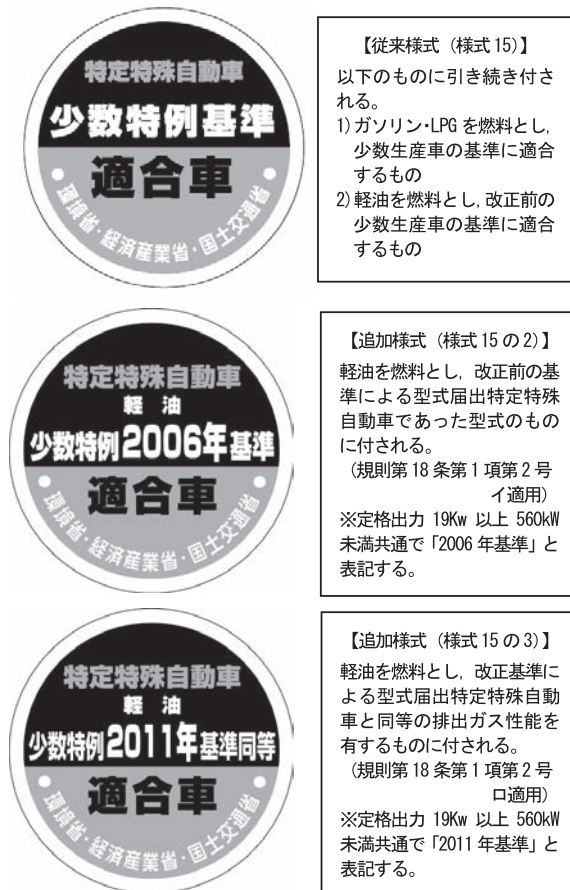 特定特殊自動車
少数特例基準
適合車
環境省・経済産業省・国土交通省
【従来様式（様式15）】
以下のものに引き続き付さ
れる。
1)ガソリン・LPGを燃料とし，
少数生産車の基準に適合
するもの
2)軽油を燃料とし，改正前の
少数生産車の基準に適合
するもの
特定特殊自動車
軽 油
少数特例2006年基準
適合車
環境省・経済産業省・国土交通省
【追加様式（様式15の2）】
軽油を燃料とし，改正前の基
準による型式届出特定特殊
自動車であった型式のもの
に付される。
（規則第18条第1項第2号
イ適用）
※定格出力 19Kw 以上 560kW
未満共通で「2006年基準」と
表記する。
特定特殊自動車
軽 油
少数特例2011年基準同等
適合車
環境省・経済産業省・国土交通省
【追加様式（様式15の3）】
軽油を燃料とし，改正基準に
よる型式届出特定特殊自動
車と同等の排出ガス性能を
有するものに付される。
（規則第18条第1項第2号
ロ適用）
※定格出力 19Kw 以上 560kW
未満共通で「2011年基準」と
表記する。